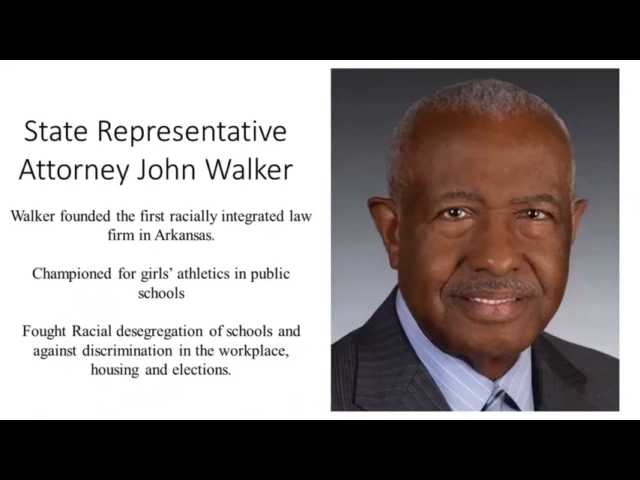 State Representative
Attorney John Walker
Walker founded the first racially integrated law
firm in Arkansas.
Championed for girls' athletics in public
schools
Fought Racial desegregation of schools and
against discrimination in the workplace,
housing and elections.